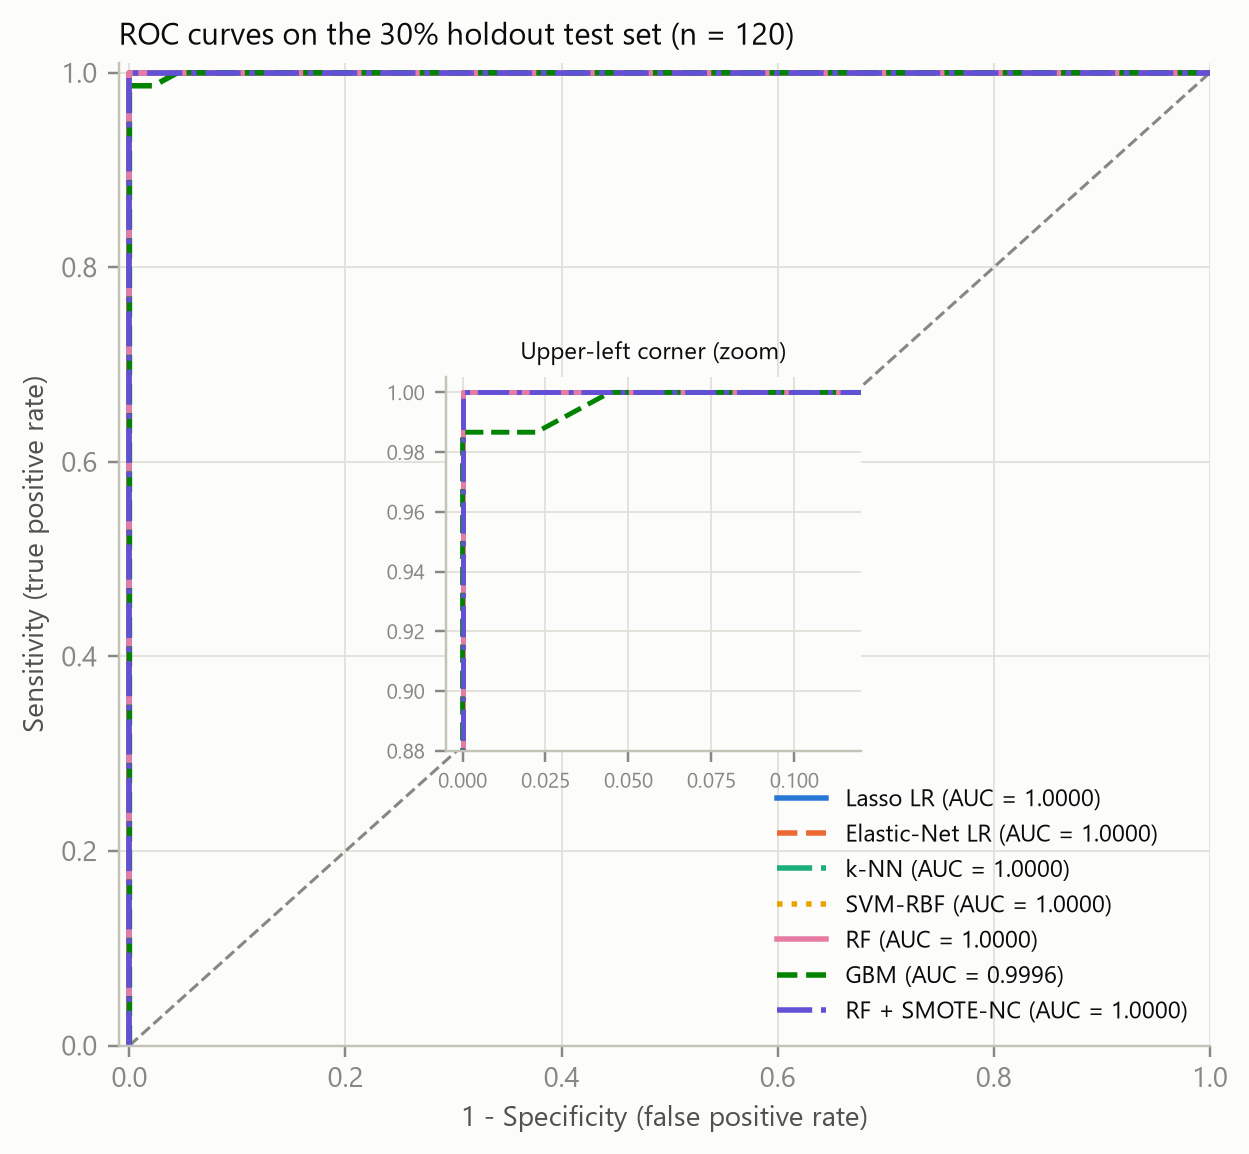 ROC curves on the 30% holdout test set (n = 120)
1.0
0.8
0.6
0.4
0.2
0.0
Sensitivity (true positive rate)
Upper-left corner (zoom)
1.00
0.98
0.96
0.94
0.92
0.90
0.88
0.000 0.025 0.050 0.075 0.100
Lasso LR (AUC = 1.0000)
Elastic-Net LR (AUC = 1.0000)
k-NN (AUC = 1.0000)
SVM-RBF (AUC = 1.0000)
RF (AUC = 1.0000)
GBM (AUC = 0.9996)
RF + SMOTE-NC (AUC = 1.0000)
0.0 0.2 0.4 0.6 0.8 1.0
1 - Specificity (false positive rate)